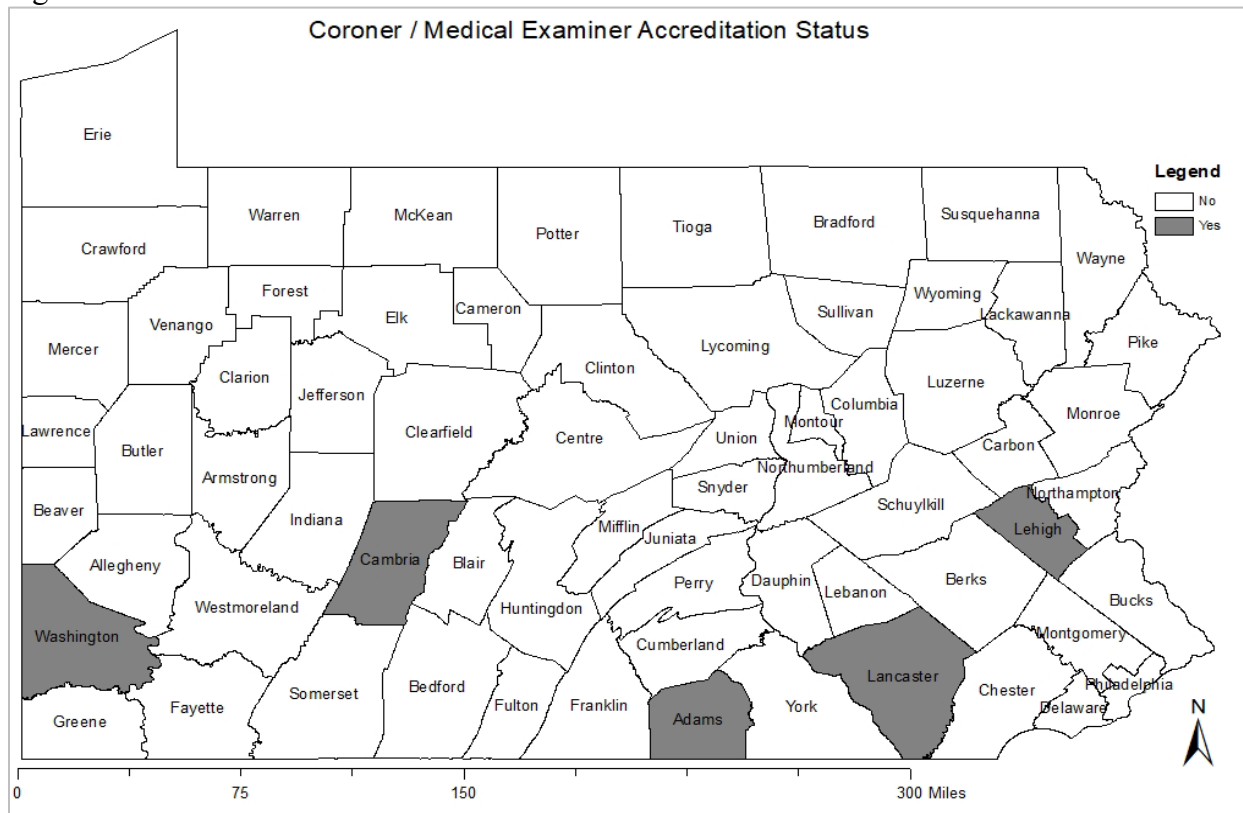 Coroner / Medical Examiner Accreditation Status
Erie
Legend
No
Yes
Warren
McKean
Potter
Tioga
Bradford
Susquehanna
Crawford
Wayne
Forest
Elk
Cameron
Wyoming
Sullivan
Lackawanna
Venango
Mercer
Lycoming
Pike
Clarion
Clinton
Luzerne
Jefferson
Columbia
Monroe
Lawrence
Butler
Clearfield
Centre
Union
Montour
Carbon
Armstrong
Northumberland
Snyder
Northampton
Beaver
Indiana
Mifflin
Schuylkill
Lehigh
Juniata
Allegheny
Cambria
Blair
Perry
Dauphin
Lebanon
Berks
Bucks
Westmoreland
Huntingdon
Washington
Cumberland
Montgomery
Lancaster
Somerset
Bedford
Chester
Philadelphia
Greene
Fayette
Fulton
Franklin
Adams
York
Delaware
N
0 75 150 300 Miles